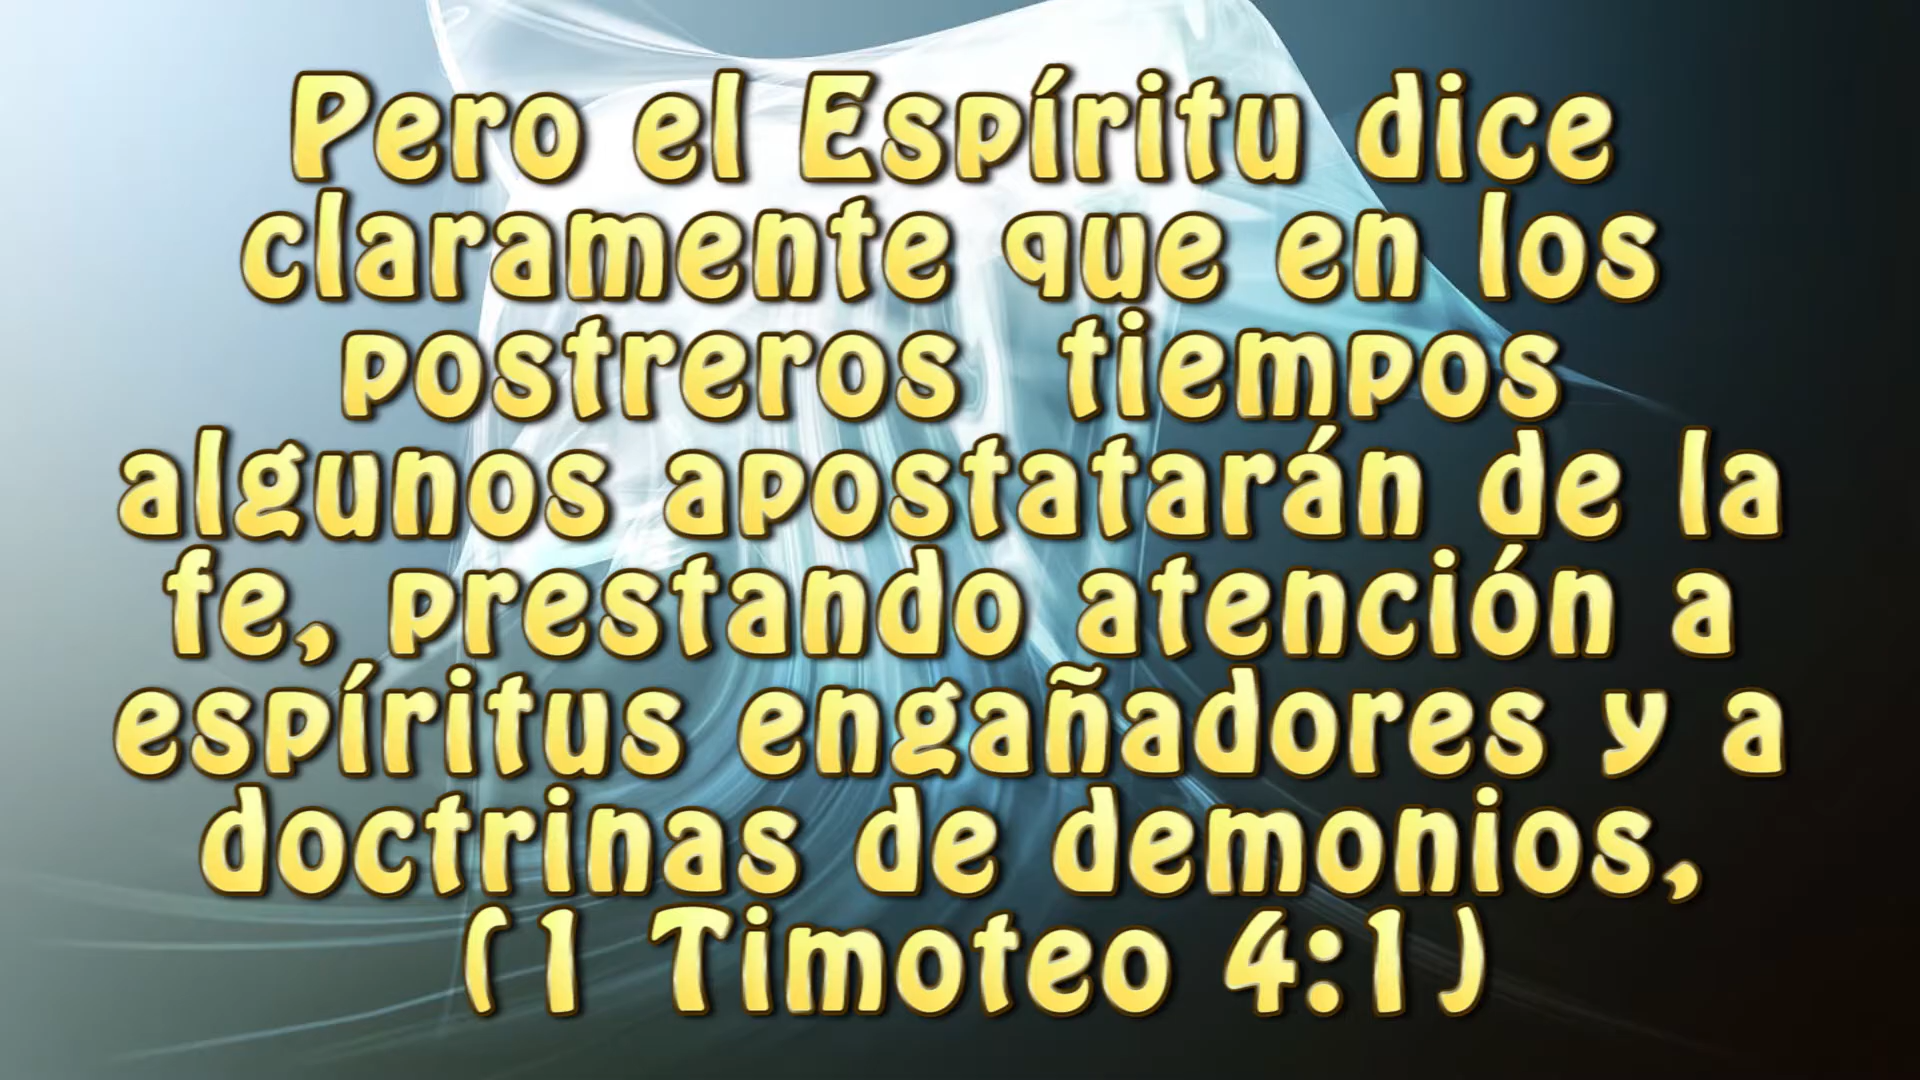 Pero el Espíritu dice
claramente que en los
postreros tiempos
algunos apostatarán de la
fe, prestando atención a
espíritus engañadores y a
doctrinas de demonios,
(1 Timoteo 4:1)